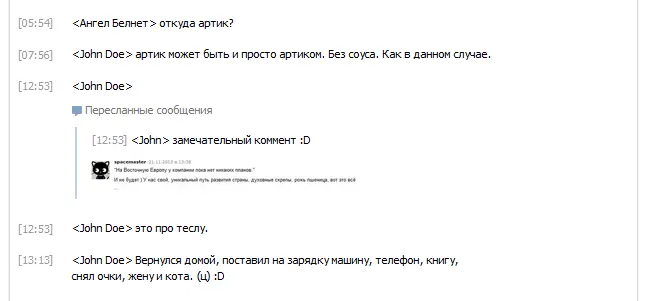 [05:54] <Ангел Белнет> откуда артик?
[07:56] <John Doe> артик может быть и просто артиком. Без соуса. Как в данном случае.
[12:53] <John Doe>
Пересланные сообщения
[12:53] <John> замечательный коммент :D
spacemaster 21.11.2013 в 13:38
"На Восточную Европу у компании пока нет никаких планов."
И не будет ) У нас свой, уникальный путь развития страны. духовные скрепы, рожь пшеница, вот это всё
...
[12:53] <John Doe> это про теслу.
[13:13] <John Doe> Вернулся домой, поставил на зарядку машину, телефон, книгу,
снял очки, жену и кота. (ц) :D